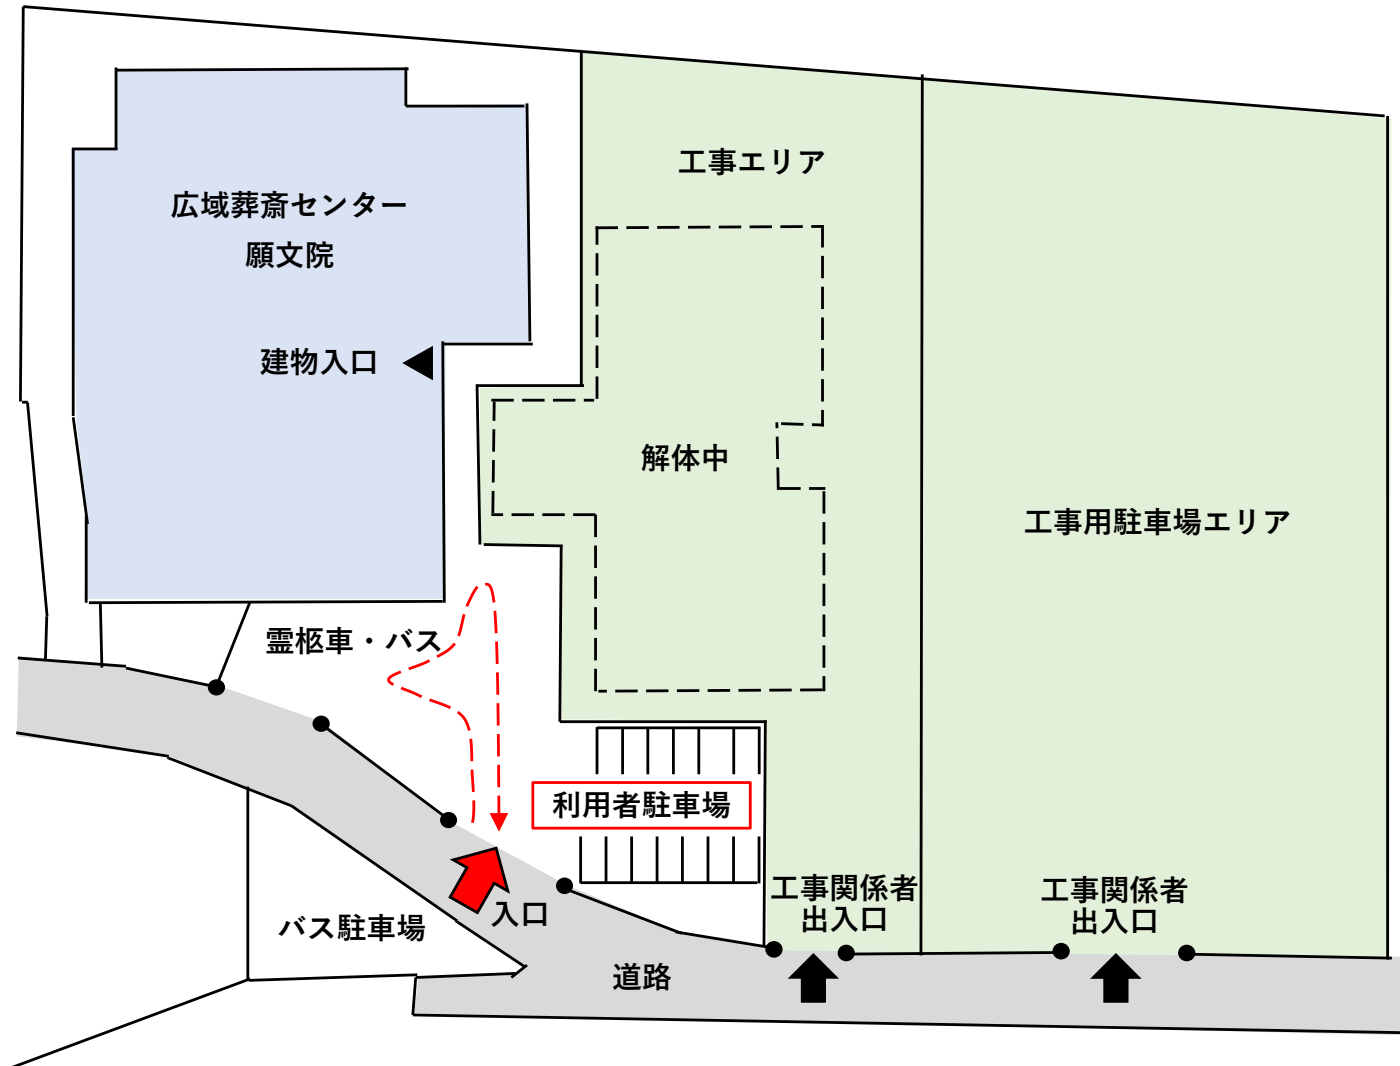 工事エリア
広域葬斎センター
願文院
建物入口
解体中
工事用駐車場エリア
霊柩車・バス
利用者駐車場
工事関係者
出入口
工事関係者
出入口
入口
バス駐車場
道路